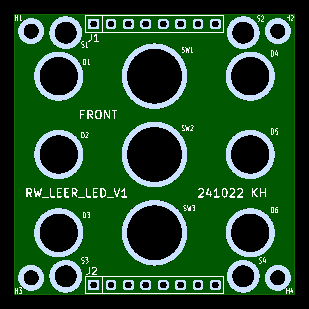 H1 S2 H2
J1
S1 SW1
D1 D4
FRONT
SW2
D2 D5
RW_LEER_LED_V1 241022 KH
SW3
D3 D6
S3 S4
J2
H3 H4